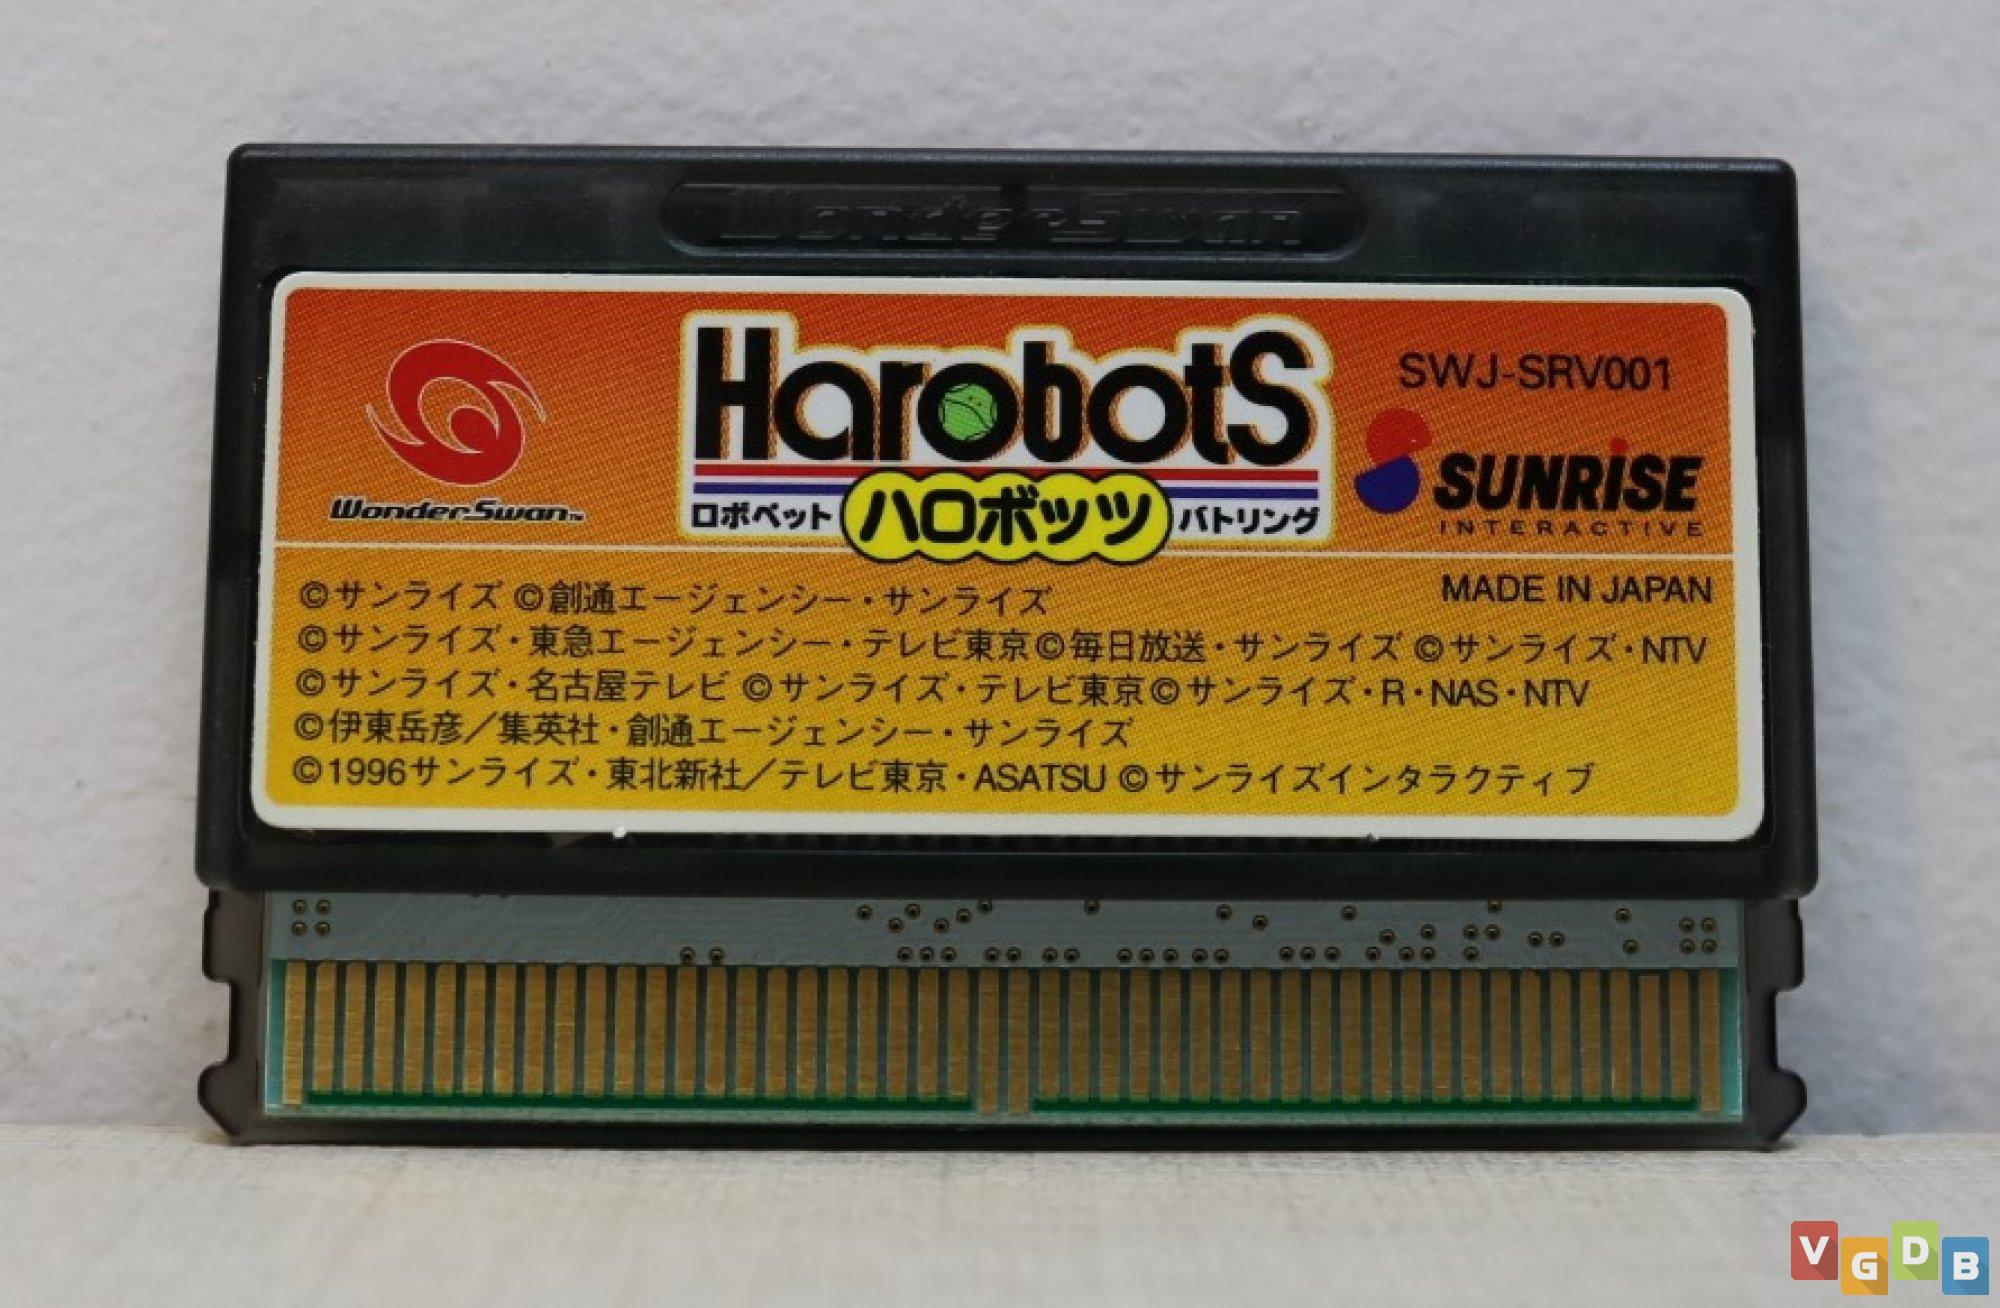 WonderSwan
HarobotS
ロボペット ハロボッツ バトリング
WonderSwan™
SWJ-SRV001
SUNRiSE
INTERACTIVE
MADE IN JAPAN
©サンライズ ©創通エージェンシー・サンライズ
©サンライズ・東急エージェンシー・テレビ東京©毎日放送・サンライズ ©サンライズ・NTV
©サンライズ・名古屋テレビ ©サンライズ・テレビ東京©サンライズ・R・NAS・NTV
©伊東岳彦／集英社・創通エージェンシー・サンライズ
©1996サンライズ・東北新社／テレビ東京・ASATSU ©サンライズインタラクティブ
VGDB